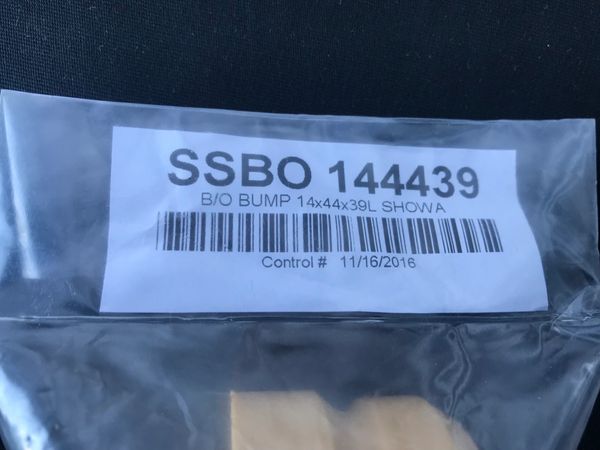 SSBO 144439
B/O BUMP 14x44x39L SHOWA
Control # 11/16/2016